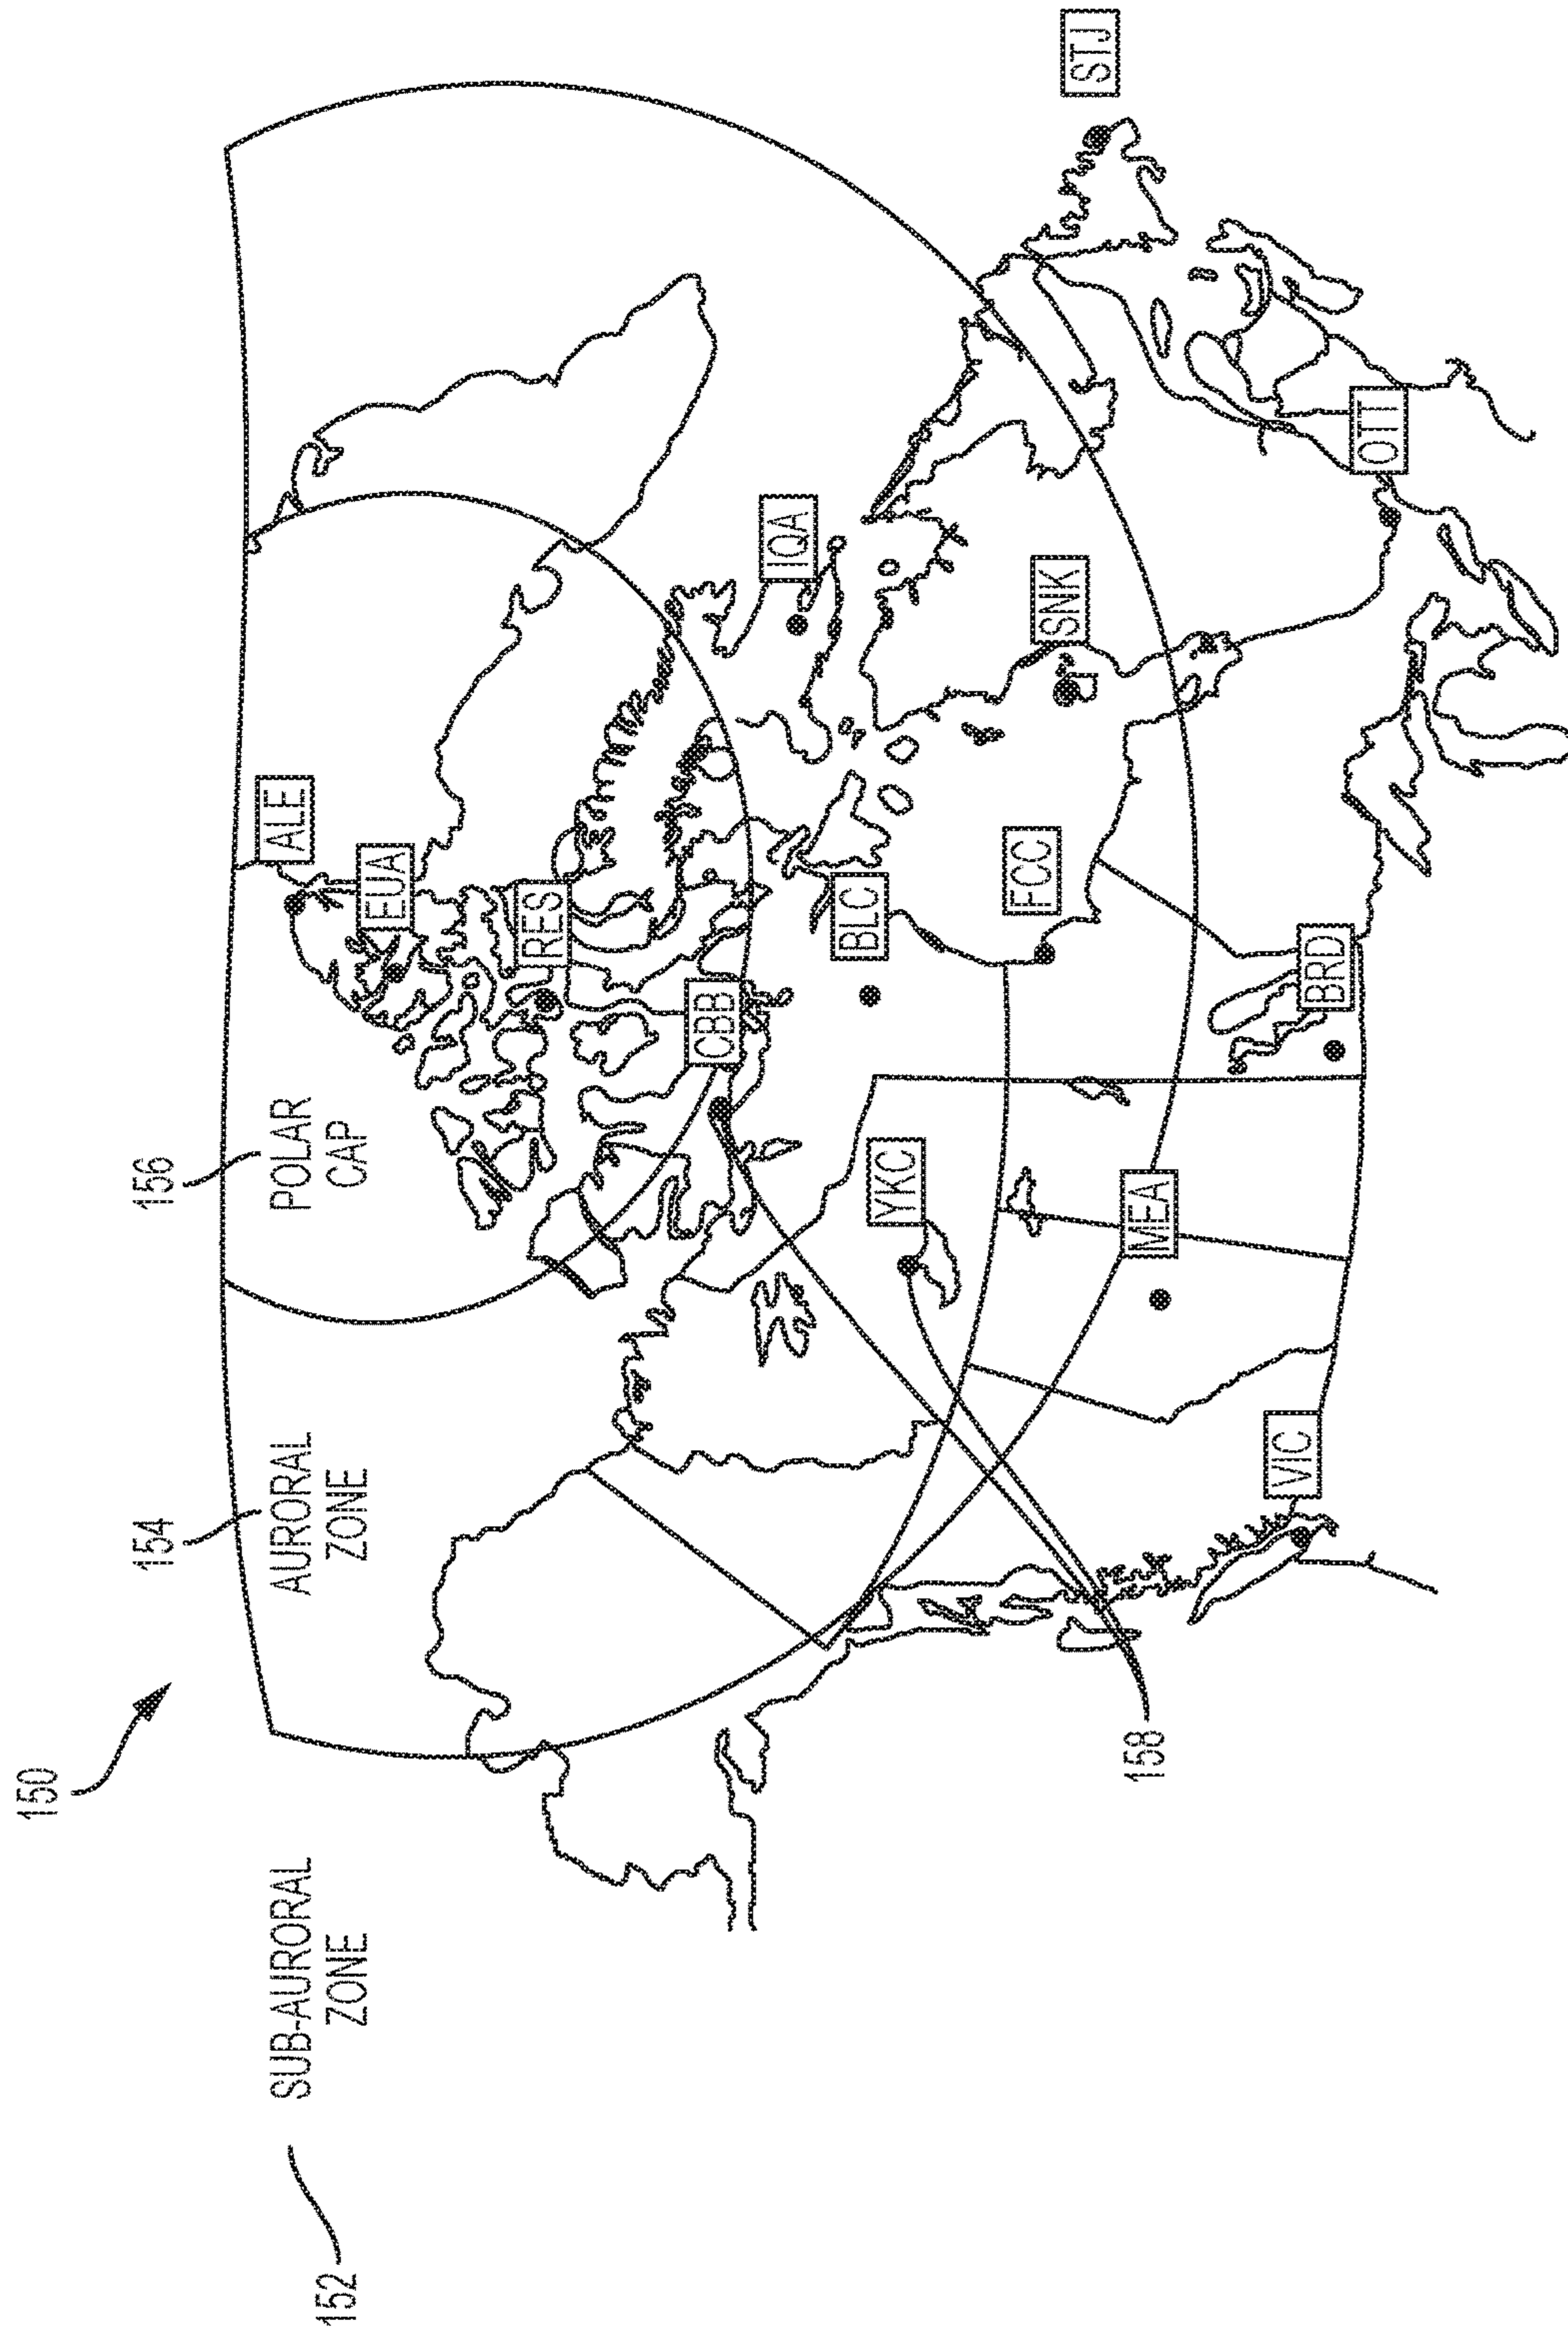 150
152
SUB-AURORAL
ZONE
154
AURORAL
ZONE
156
POLAR
CAP
ALE
EUA
RES
CBB
IQA
BLC
YKC
FCC
SNK
STJ
MEA
158
VIC
BRD
OTT